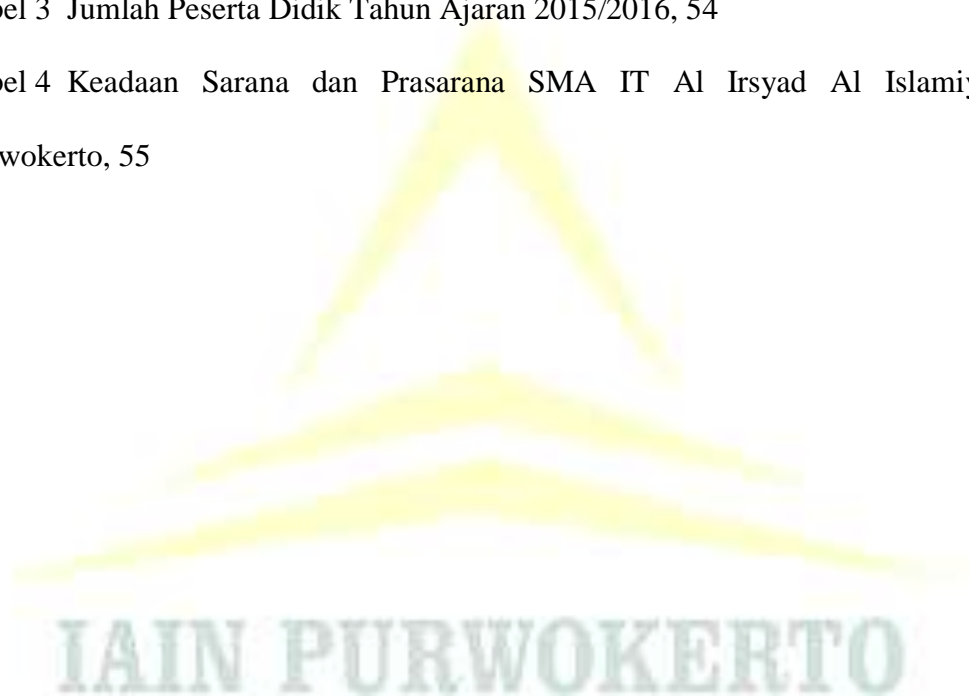 bel 3 Jumlah Peserta Didik Tahun Ajaran 2015/2016, 54
bel 4 Keadaan Sarana dan Prasarana SMA IT Al Irsyad Al Islamiy
wokerto, 55
IAIN PURWOKERTO